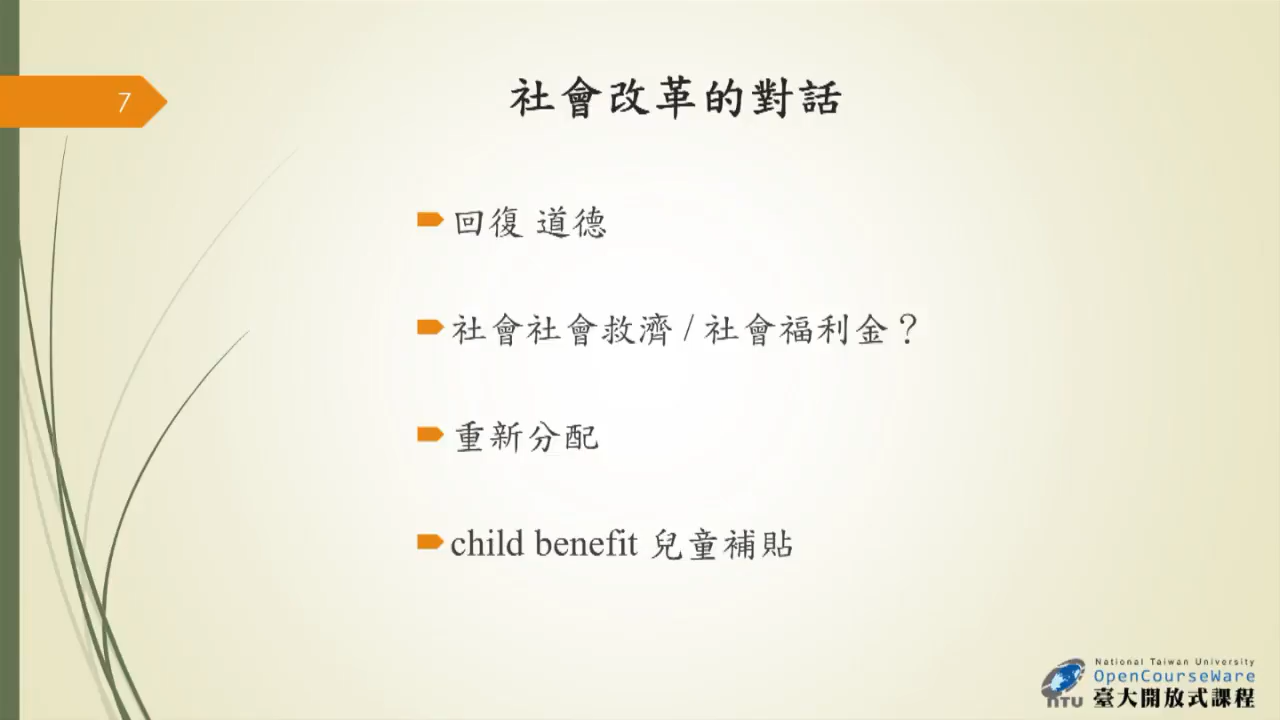 7
社會改革的對話
回復 道德
社會社會救濟 / 社會福利金？
重新分配
child benefit 兒童補貼
National Taiwan University
OpenCourseWare
NTU 臺大開放式課程